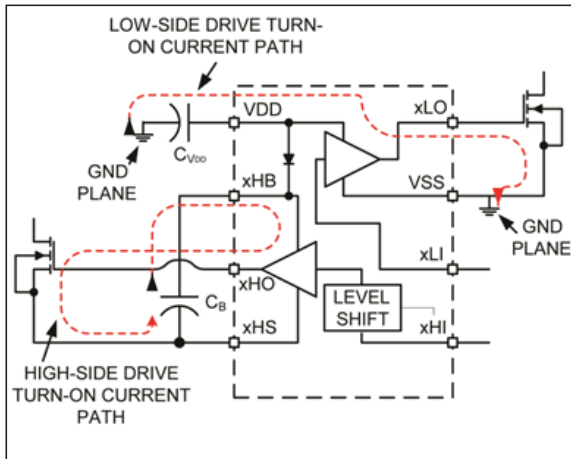 LOW-SIDE DRIVE TURN-
ON CURRENT PATH
VDD
xLO
CVDD
GND
PLANE
xHB
VSS
GND
PLANE
xLI
xHO
CB
LEVEL
SHIFT
xHS
xHI
HIGH-SIDE DRIVE
TURN-ON CURRENT
PATH